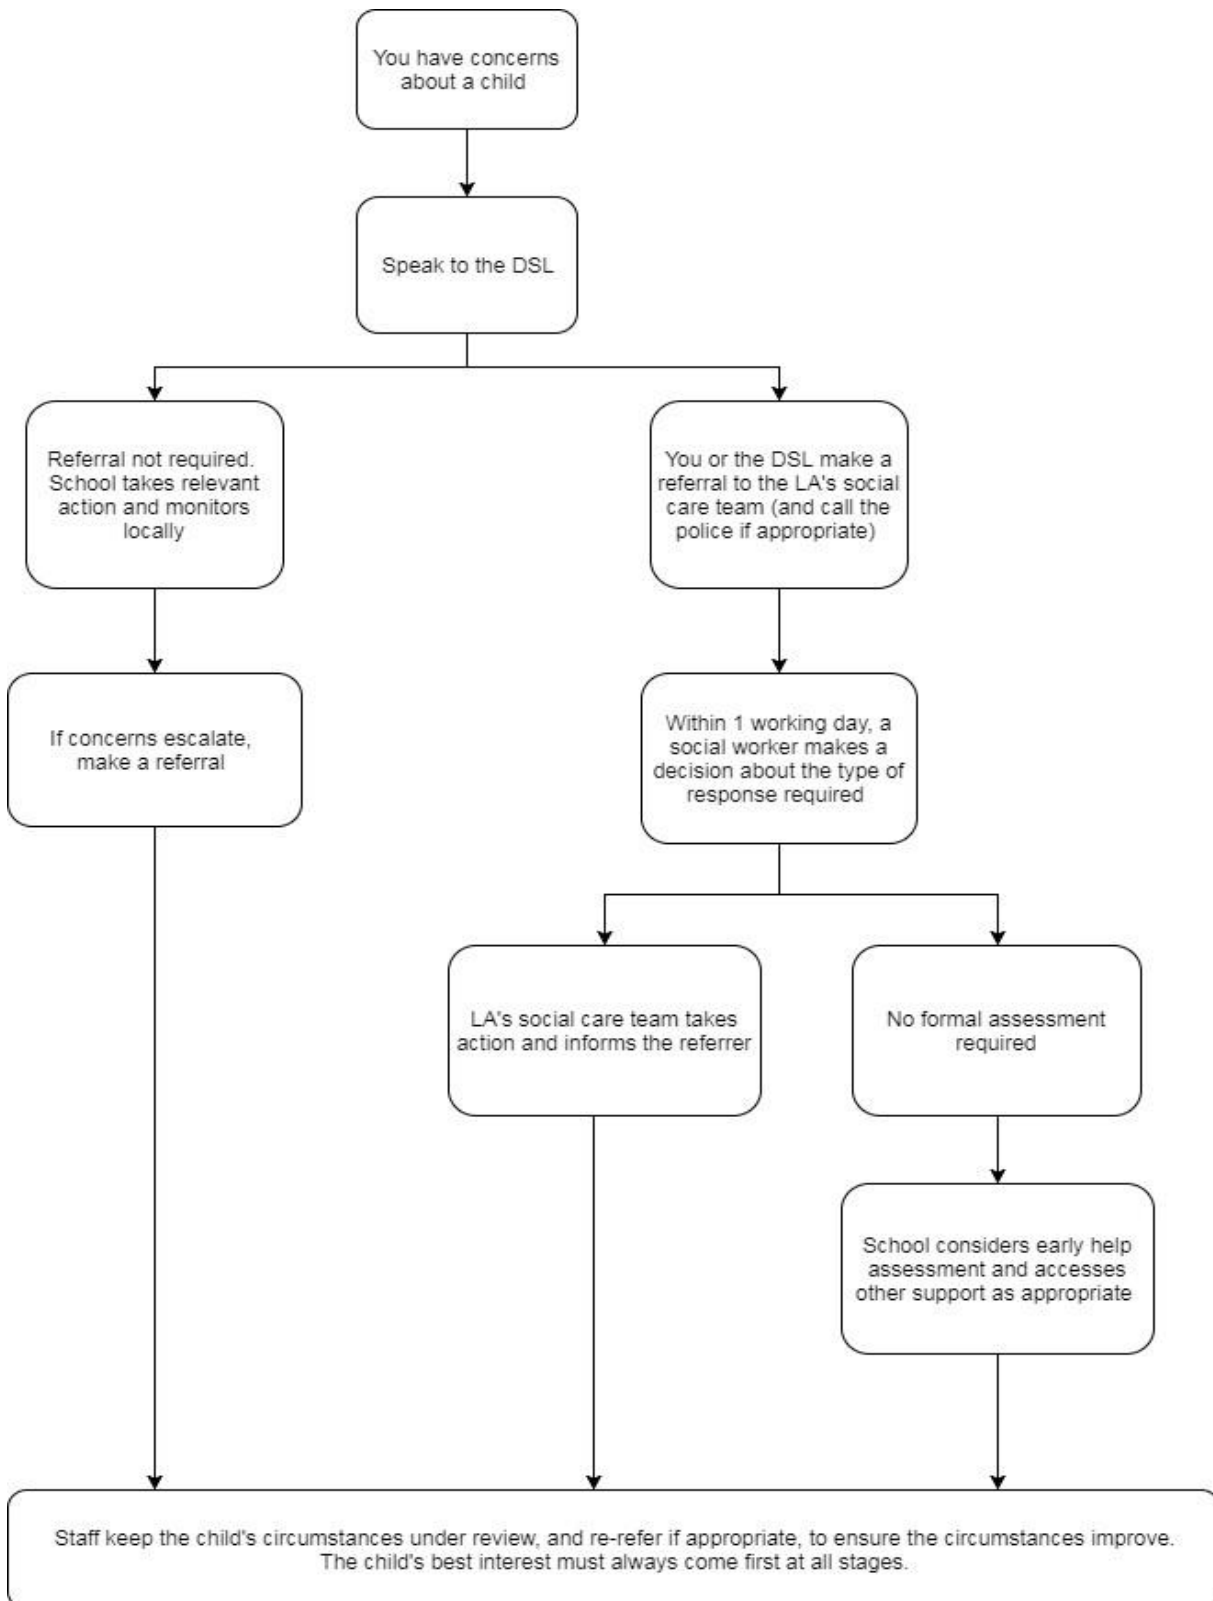 You have concerns
about a child
Speak to the DSL
Referral not required.
School takes relevant
action and monitors
locally
You or the DSL make a
referral to the LA's social
care team (and call the
police if appropriate)
If concerns escalate,
make a referral
Within 1 working day, a
social worker makes a
decision about the type of
response required
LA's social care team takes
action and informs the referrer
No formal assessment
required
School considers early help
assessment and accesses
other support as appropriate
Staff keep the child's circumstances under review, and re-refer if appropriate, to ensure the circumstances improve.
The child's best interest must always come first at all stages.